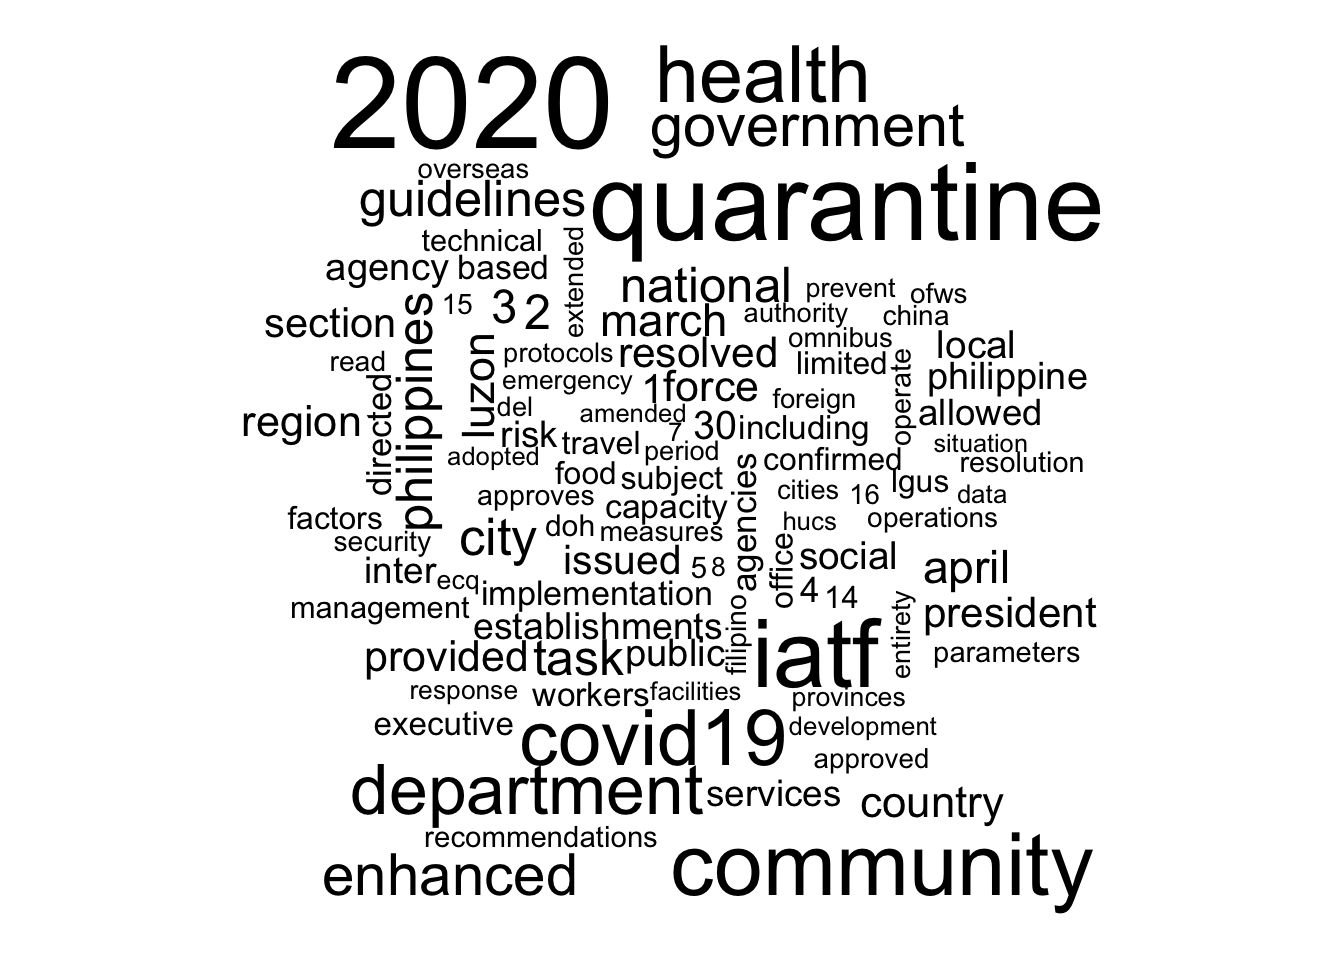 2020
health
government
overseas
guidelines
quarantine
technical
agency
based
extended
national
prevent
ofws
section
philippines
15
3
2
march
authority
china
read
luzon
protocols
resolved
omnibus
limited
local
directed
emergency
1
force
foreign
operate
philippine
region
del
amended
7
30
including
allowed
risk
travel
period
situation
adopted
food
subject
agencies
confirmed
resolution
approves
capacity
cities
16
lgus
data
factors
security
city
doh
measures
hucs
operations
inter
ecq
issued
5
8
office
social
april
management
implementation
4
14
establishments
filipino
iatf
entirety
president
provided
task
public
parameters
response
workers
facilities
provinces
executive
covid19
development
approved
department
services
country
recommendations
enhanced
community